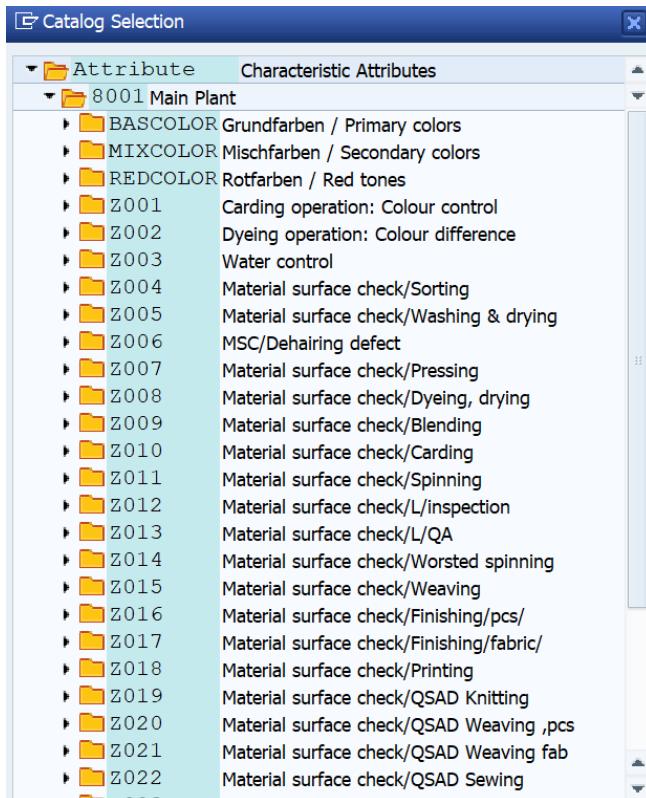 Catalog Selection
Attribute Characteristic Attributes
8001 Main Plant
BASCOLOR Grundfarben / Primary colors
MIXCOLOR Mischfarben / Secondary colors
REDCOLOR Rotfarben / Red tones
Z001 Carding operation: Colour control
Z002 Dyeing operation: Colour difference
Z003 Water control
Z004 Material surface check/Sorting
Z005 Material surface check/Washing & drying
Z006 MSC/Dehairing defect
Z007 Material surface check/Pressing
Z008 Material surface check/Dyeing, drying
Z009 Material surface check/Blending
Z010 Material surface check/Carding
Z011 Material surface check/Spinning
Z012 Material surface check/L/inspection
Z013 Material surface check/L/QA
Z014 Material surface check/Worsted spinning
Z015 Material surface check/Weaving
Z016 Material surface check/Finishing/pcs/
Z017 Material surface check/Finishing/fabric/
Z018 Material surface check/Printing
Z019 Material surface check/QSAD Knitting
Z020 Material surface check/QSAD Weaving ,pcs
Z021 Material surface check/QSAD Weaving fab
Z022 Material surface check/QSAD Sewing